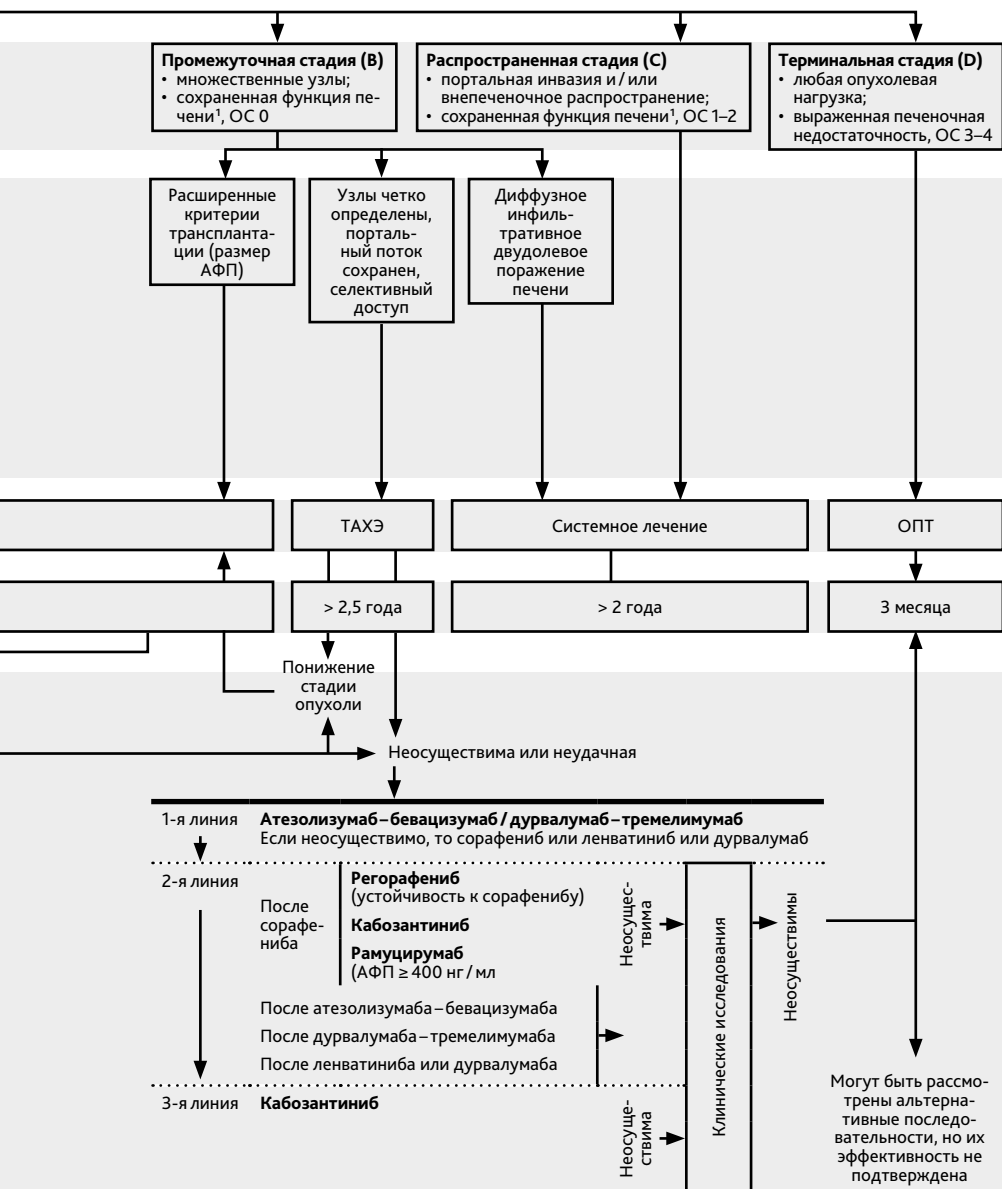 Промежуточная стадия (B)
• множественные узлы;
• сохраненная функция пе-
чени¹, ОС 0
Распространенная стадия (C)
• портальная инвазия и / или
внепеченочное распространение;
• сохраненная функция печени¹, ОС 1–2
Терминальная стадия (D)
• любая опухолевая
нагрузка;
• выраженная печеночная
недостаточность, ОС 3–4
Расширенные
критерии
транспланта-
ции (размер
АФП)
Узлы четко
определены,
порталь-
ный поток
сохранен,
селективный
доступ
Диффузное
инфиль-
тративное
двудолевое
поражение
печени
ТАХЭ
Системное лечение
ОПТ
> 2,5 года
> 2 года
3 месяца
Понижение
стадии
опухоли
Неосуществима или неудачная
1-я линия
Атезолизумаб – бевацизумаб / дурвалумаб – тремелимумаб
Если неосуществимо, то сорафениб или ленватиниб или дурвалумаб
2-я линия
После
сорафе-
ниба
Регорафениб
(устойчивость к сорафенибу)
Кабозантиниб
Рамуцирумаб
(АФП ≥ 400 нг / мл
Неосущес-
твима
Клинические исследования
Неосуществимы
После атезолизумаба – бевацизумаба
После дурвалумаба – тремелимумаба
После ленватиниба или дурвалумаба
3-я линия
Кабозантиниб
Неосуще-
ствима
Могут быть рассмо-
трены альтерна-
тивные последо-
вательности, но их
эффективность не
подтверждена